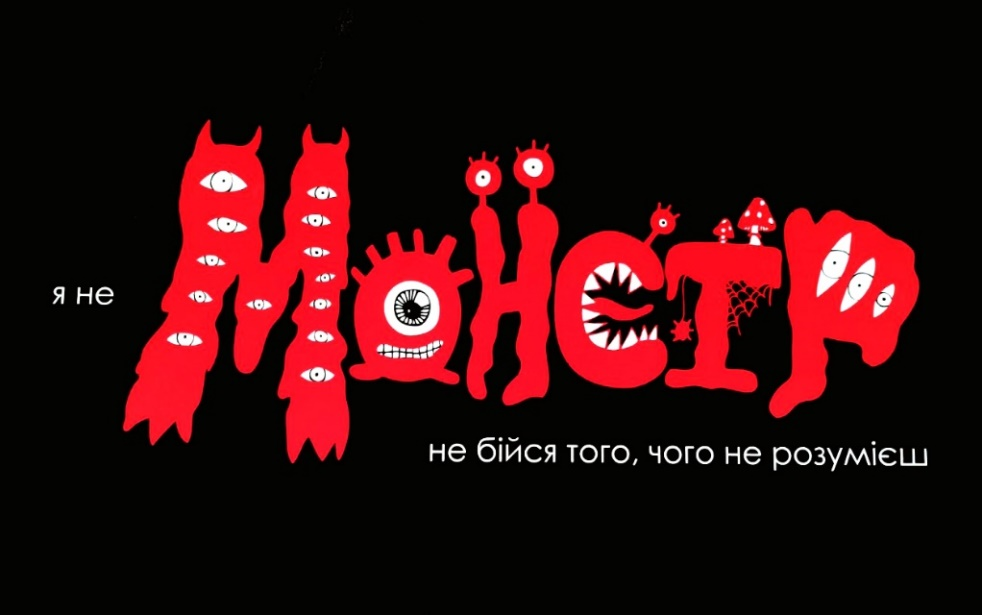 я не Монстр
не бійся того, чого не розумієш